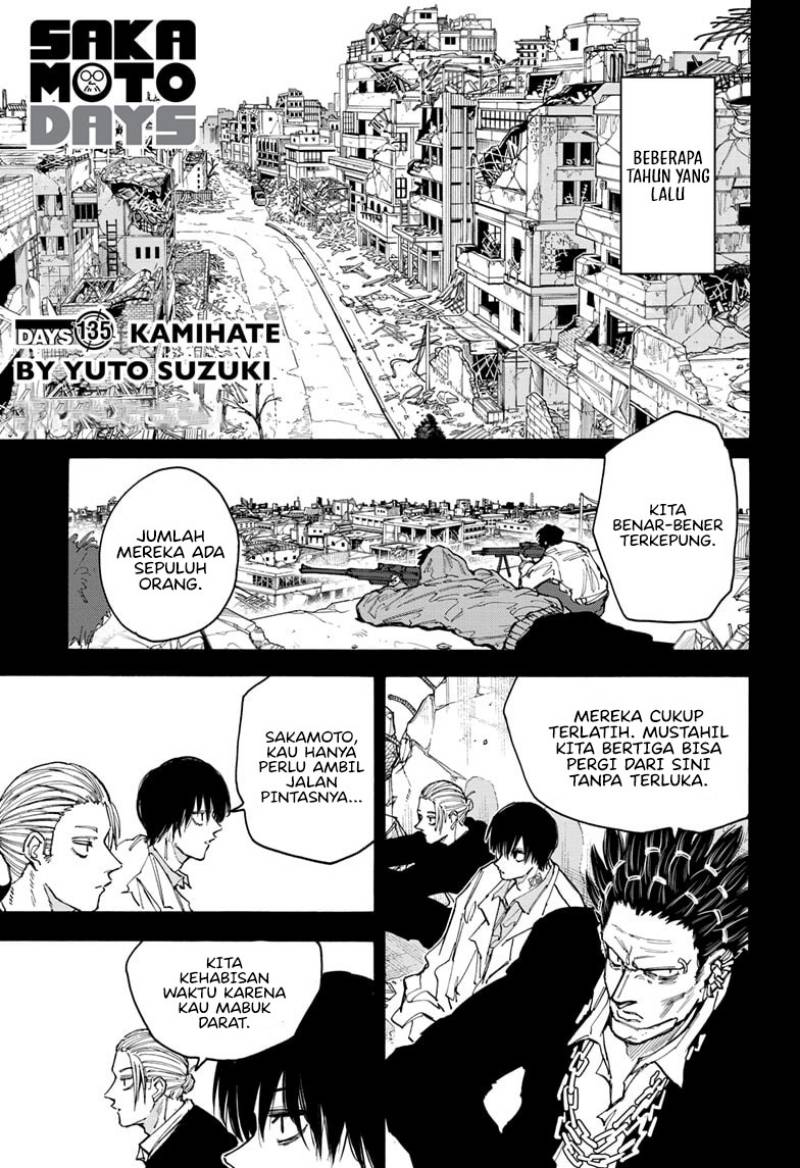 SAKA
MOTO
DAYS
BEBERAPA
TAHUN YANG
LALU
DAYS 135 KAMIHATE
BY YUTO SUZUKI
KITA
BENAR-BENER
TERKEPUNG.
JUMLAH
MEREKA ADA
SEPULUH
ORANG.
MEREKA CUKUP
TERLATIH. MUSTAHIL
KITA BERTIGA BISA
PERGI DARI SINI
TANPA TERLUKA.
SAKAMOTO,
KAU HANYA
PERLU AMBIL
JALAN
PINTASNYA...
KITA
KEHABISAN
WAKTU KARENA
KAU MABUK
DARAT.